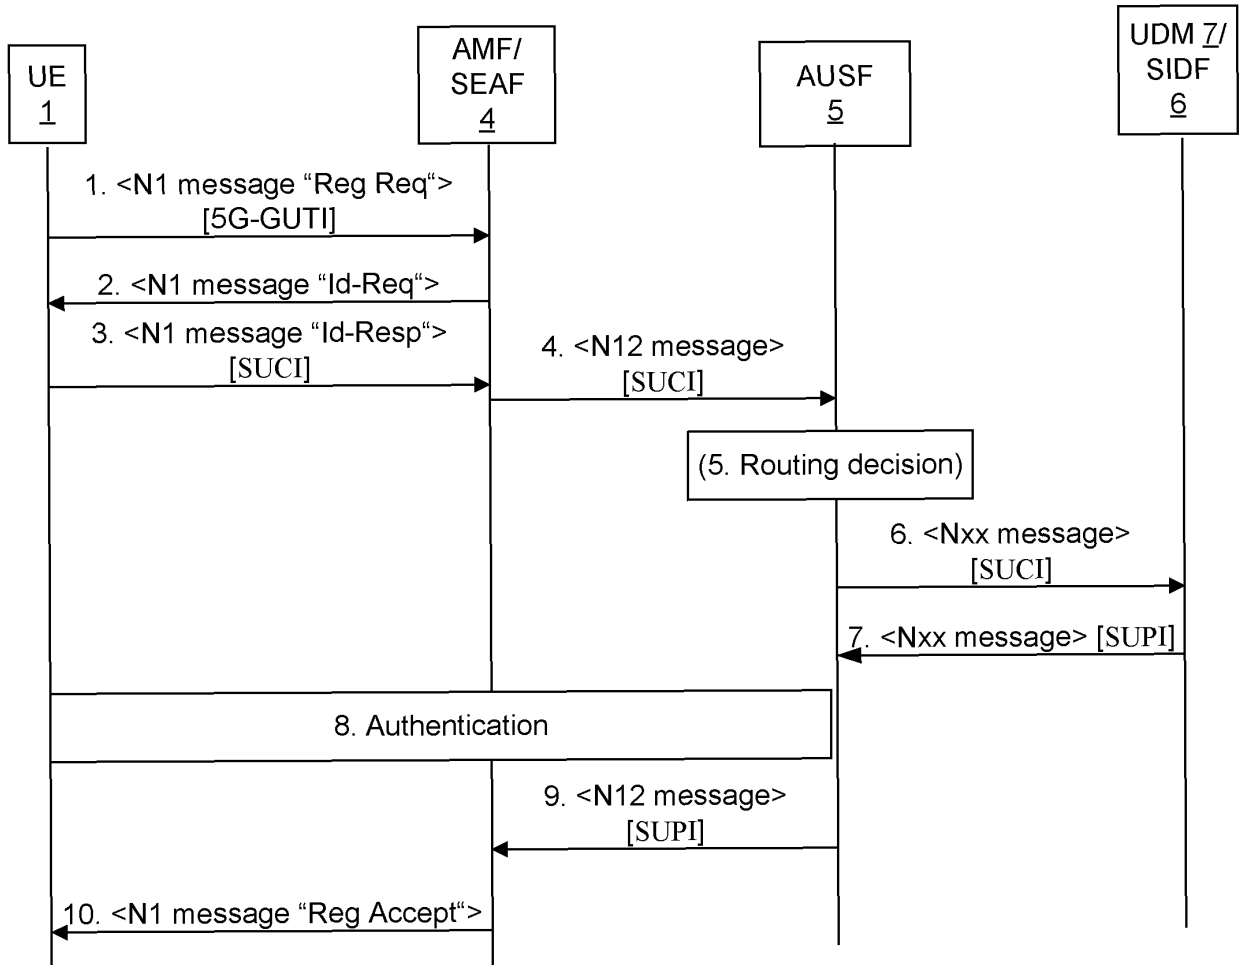 UE
1
AMF/
SEAF
4
AUSF
5
UDM 7/
SIDF
6
1. <N1 message “Reg Req“>
[5G-GUTI]
2. <N1 message “Id-Req“>
3. <N1 message “Id-Resp“>
[SUCI]
4. <N12 message>
[SUCI]
(5. Routing decision)
6. <Nxx message>
[SUCI]
7. <Nxx message> [SUPI]
8. Authentication
9. <N12 message>
[SUPI]
10. <N1 message “Reg Accept“>